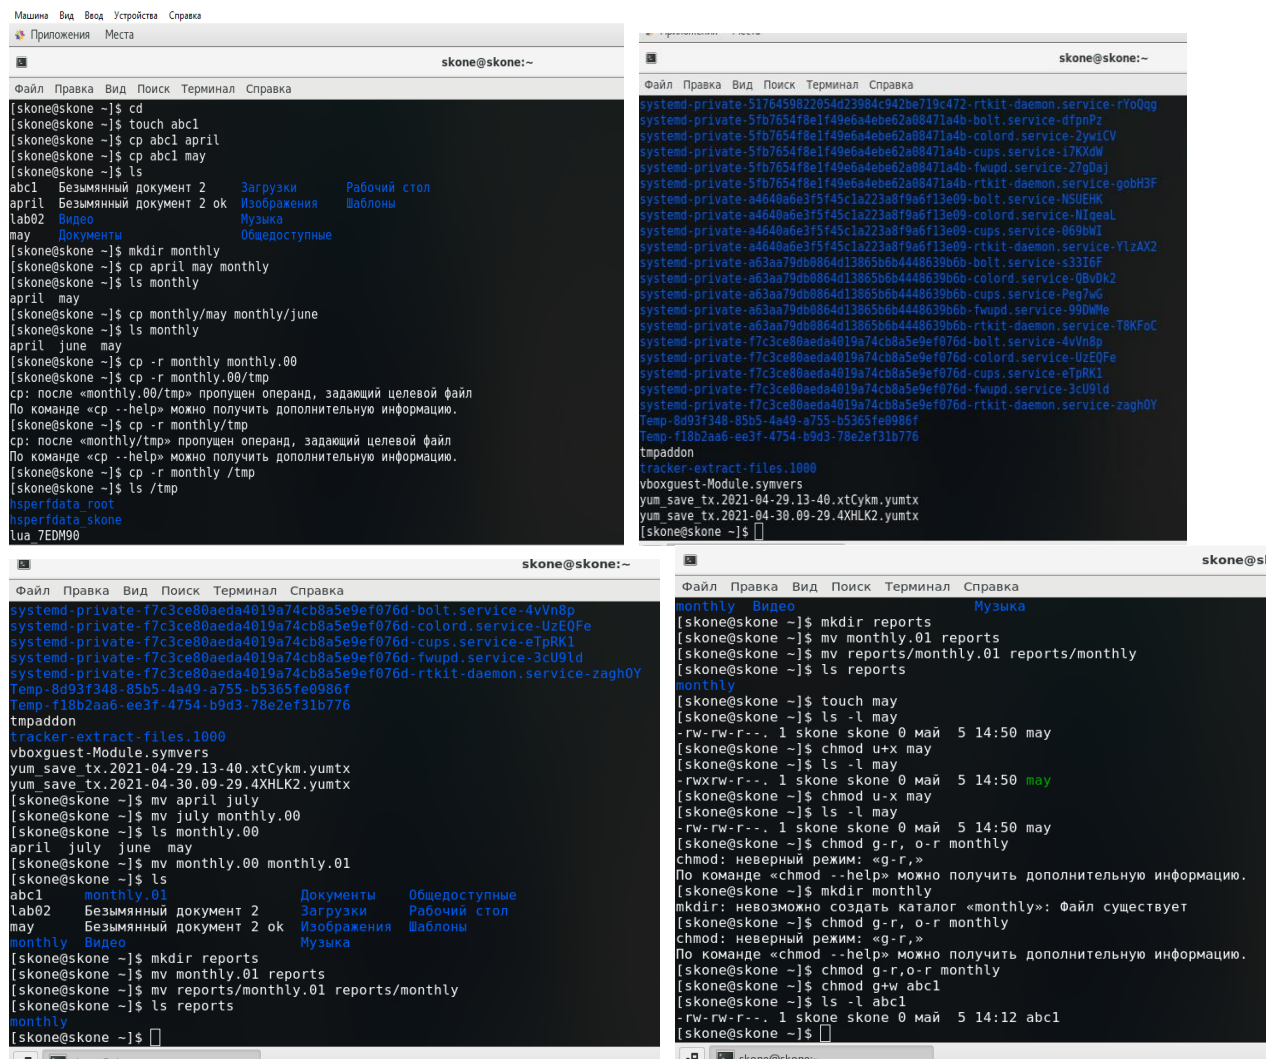 Машина Вид Ввод Устройства Справка
Приложения Места
skone@skone:~
Файл Правка Вид Поиск Терминал Справка
[skone@skone ~]$ cd
[skone@skone ~]$ touch abc1
[skone@skone ~]$ cp abc1 april
[skone@skone ~]$ cp abc1 may
[skone@skone ~]$ ls
abc1 Безымянный документ 2 Загрузки Рабочий стол
april Безымянный документ 2 ok Изображения Шаблоны
lab02 Видео Музыка
may Документы Общедоступные
[skone@skone ~]$ mkdir monthly
[skone@skone ~]$ cp april may monthly
[skone@skone ~]$ ls monthly
april may
[skone@skone ~]$ cp monthly/may monthly/june
[skone@skone ~]$ ls monthly
april june may
[skone@skone ~]$ cp -r monthly monthly.00
[skone@skone ~]$ cp -r monthly.00/tmp
cp: после «monthly.00/tmp» пропущен операнд, задающий целевой файл
По команде «cp --help» можно получить дополнительную информацию.
[skone@skone ~]$ cp -r monthly/tmp
cp: после «monthly/tmp» пропущен операнд, задающий целевой файл
По команде «cp --help» можно получить дополнительную информацию.
[skone@skone ~]$ cp -r monthly /tmp
[skone@skone ~]$ ls /tmp
hsperfdata_root
hsperfdata_skone
lua_7EDM90
skone@skone:~
Файл Правка Вид Поиск Терминал Справка
systemd-private-5176459822054d23984c942be719c472-rtkit-daemon.service-rYoQqg
systemd-private-5fb7654f8e1f49e6a4ebe62a08471a4b-bolt.service-dfpnPz
systemd-private-5fb7654f8e1f49e6a4ebe62a08471a4b-colord.service-2ywiCV
systemd-private-5fb7654f8e1f49e6a4ebe62a08471a4b-cups.service-i7KXdW
systemd-private-5fb7654f8e1f49e6a4ebe62a08471a4b-fwupd.service-27gDaj
systemd-private-5fb7654f8e1f49e6a4ebe62a08471a4b-rtkit-daemon.service-gobH3F
systemd-private-a4640a6e3f5f45c1a223a8f9a6f13e09-bolt.service-NSUEHK
systemd-private-a4640a6e3f5f45c1a223a8f9a6f13e09-colord.service-NIqeaL
systemd-private-a4640a6e3f5f45c1a223a8f9a6f13e09-cups.service-069bWI
systemd-private-a4640a6e3f5f45c1a223a8f9a6f13e09-rtkit-daemon.service-YlzAX2
systemd-private-a63aa79db0864d13865b6b4448639b6b-bolt.service-s33I6F
systemd-private-a63aa79db0864d13865b6b4448639b6b-colord.service-QBvDk2
systemd-private-a63aa79db0864d13865b6b4448639b6b-cups.service-Peg7wG
systemd-private-a63aa79db0864d13865b6b4448639b6b-fwupd.service-99DWMe
systemd-private-a63aa79db0864d13865b6b4448639b6b-rtkit-daemon.service-T8KFoC
systemd-private-f7c3ce80aeda4019a74cb8a5e9ef076d-bolt.service-4vVn8p
systemd-private-f7c3ce80aeda4019a74cb8a5e9ef076d-colord.service-UzEQFe
systemd-private-f7c3ce80aeda4019a74cb8a5e9ef076d-cups.service-eTpRK1
systemd-private-f7c3ce80aeda4019a74cb8a5e9ef076d-fwupd.service-3cU9ld
systemd-private-f7c3ce80aeda4019a74cb8a5e9ef076d-rtkit-daemon.service-zaghOY
Temp-8d93f348-85b5-4a49-a755-b5365fe0986f
Temp-f18b2aa6-ee3f-4754-b9d3-78e2ef31b776
tmpaddon
tracker-extract-files.1000
vboxguest-Module.symvers
yum_save_tx.2021-04-29.13-40.xtCykm.yumtx
yum_save_tx.2021-04-30.09-29.4XHLK2.yumtx
[skone@skone ~]$
skone@skone:~
Файл Правка Вид Поиск Терминал Справка
systemd-private-f7c3ce80aeda4019a74cb8a5e9ef076d-bolt.service-4vVn8p
systemd-private-f7c3ce80aeda4019a74cb8a5e9ef076d-colord.service-UzEQFe
systemd-private-f7c3ce80aeda4019a74cb8a5e9ef076d-cups.service-eTpRK1
systemd-private-f7c3ce80aeda4019a74cb8a5e9ef076d-fwupd.service-3cU9ld
systemd-private-f7c3ce80aeda4019a74cb8a5e9ef076d-rtkit-daemon.service-zaghOY
Temp-8d93f348-85b5-4a49-a755-b5365fe0986f
Temp-f18b2aa6-ee3f-4754-b9d3-78e2ef31b776
tmpaddon
tracker-extract-files.1000
vboxguest-Module.symvers
yum_save_tx.2021-04-29.13-40.xtCykm.yumtx
yum_save_tx.2021-04-30.09-29.4XHLK2.yumtx
[skone@skone ~]$ mv april july
[skone@skone ~]$ mv july monthly.00
[skone@skone ~]$ ls monthly.00
april july june may
[skone@skone ~]$ mv monthly.00 monthly.01
[skone@skone ~]$ ls
abc1 monthly.01 Документы Общедоступные
lab02 Безымянный документ 2 Загрузки Рабочий стол
may Безымянный документ 2 ok Изображения Шаблоны
monthly Видео Музыка
[skone@skone ~]$ mkdir reports
[skone@skone ~]$ mv monthly.01 reports
[skone@skone ~]$ mv reports/monthly.01 reports/monthly
[skone@skone ~]$ ls reports
monthly
[skone@skone ~]$
skone@s
Файл Правка Вид Поиск Терминал Справка
monthly Видео Музыка
[skone@skone ~]$ mkdir reports
[skone@skone ~]$ mv monthly.01 reports
[skone@skone ~]$ mv reports/monthly.01 reports/monthly
[skone@skone ~]$ ls reports
monthly
[skone@skone ~]$ touch may
[skone@skone ~]$ ls -l may
-rw-rw-r--. 1 skone skone 0 май 5 14:50 may
[skone@skone ~]$ chmod u+x may
[skone@skone ~]$ ls -l may
-rwxrw-r--. 1 skone skone 0 май 5 14:50 may
[skone@skone ~]$ chmod u-x may
[skone@skone ~]$ ls -l may
-rw-rw-r--. 1 skone skone 0 май 5 14:50 may
[skone@skone ~]$ chmod g-r, o-r monthly
chmod: неверный режим: «g-r,»
По команде «chmod --help» можно получить дополнительную информацию.
[skone@skone ~]$ mkdir monthly
mkdir: невозможно создать каталог «monthly»: Файл существует
[skone@skone ~]$ chmod g-r, o-r monthly
chmod: неверный режим: «g-r,»
По команде «chmod --help» можно получить дополнительную информацию.
[skone@skone ~]$ chmod g-r,o-r monthly
[skone@skone ~]$ chmod g+w abc1
[skone@skone ~]$ ls -l abc1
-rw-rw-r--. 1 skone skone 0 май 5 14:12 abc1
[skone@skone ~]$